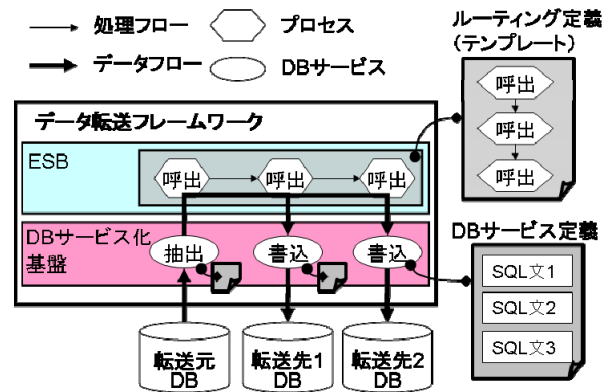 処理フロー
プロセス
データフロー
DBサービス
ルーティング定義
(テンプレート)
呼出
呼出
呼出
データ転送フレームワーク
ESB
呼出
呼出
呼出
DBサービス化
基盤
抽出
書込
書込
DBサービス定義
SQL文1
SQL文2
SQL文3
転送元
DB
転送先1
DB
転送先2
DB